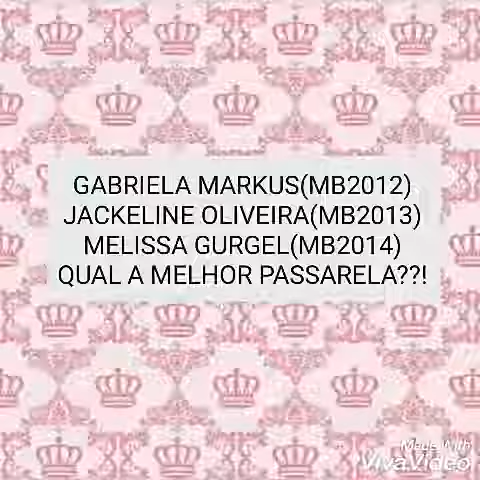 GABRIELA MARKUS(MB2012)
JACKELINE OLIVEIRA(MB2013)
MELISSA GURGEL(MB2014)
QUAL A MELHOR PASSARELA??!
Made With
VivaVideo